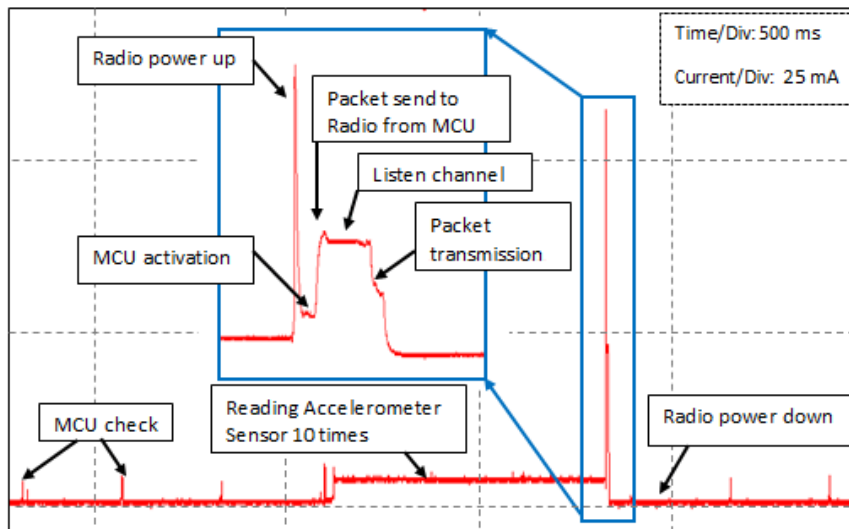 Time/Div: 500 ms
Current/Div: 25 mA
Radio power up
Packet send to
Radio from MCU
Listen channel
Packet
transmission
MCU activation
Reading Accelerometer
Sensor 10 times
MCU check
Radio power down